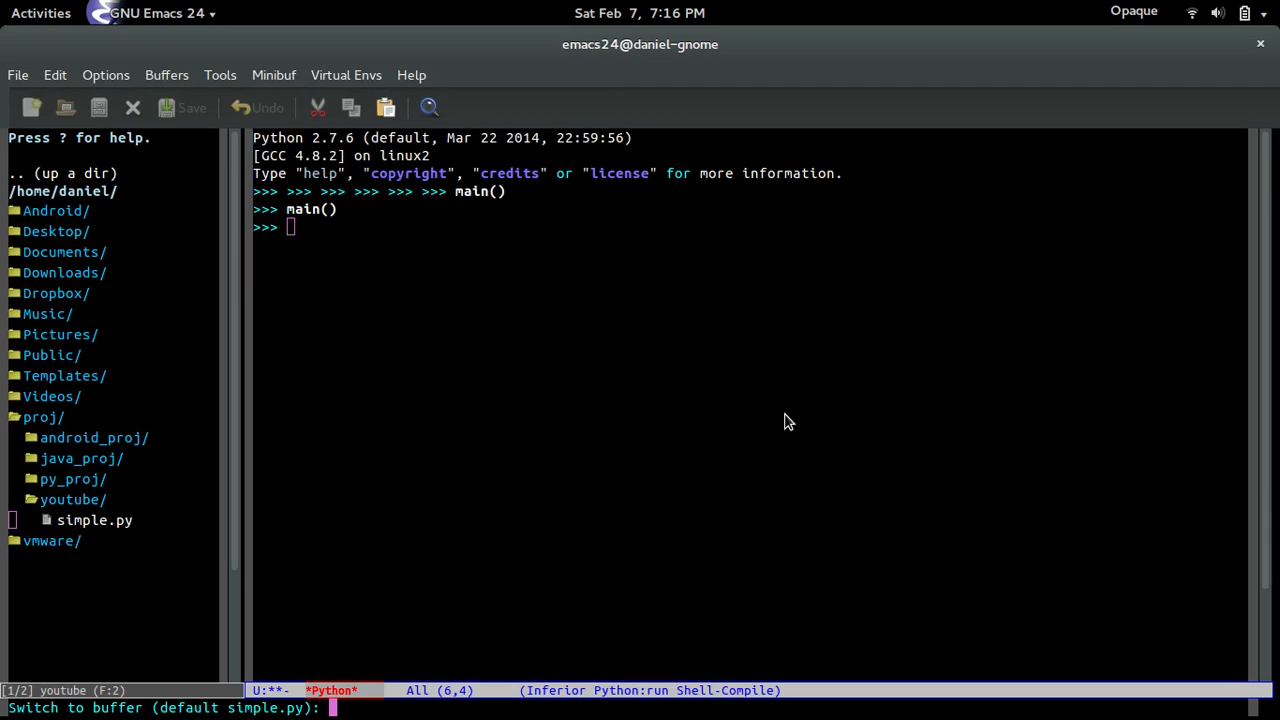 Activities GNU Emacs 24 Sat Feb 7, 7:16 PM Opaque
emacs24@daniel-gnome
File Edit Options Buffers Tools Minibuf Virtual Envs Help
Save Undo
Press ? for help.
.. (up a dir)
/home/daniel/
Android/
Desktop/
Documents/
Downloads/
Dropbox/
Music/
Pictures/
Public/
Templates/
Videos/
proj/
android_proj/
java_proj/
py_proj/
youtube/
simple.py
vmware/
Python 2.7.6 (default, Mar 22 2014, 22:59:56)
[GCC 4.8.2] on linux2
Type "help", "copyright", "credits" or "license" for more information.
>>> >>> >>> >>> >>> >>> main()
>>> main()
>>>
[1/2] youtube (F:2) U:**- *Python* All (6,4) (Inferior Python:run Shell-Compile)
Switch to buffer (default simple.py):